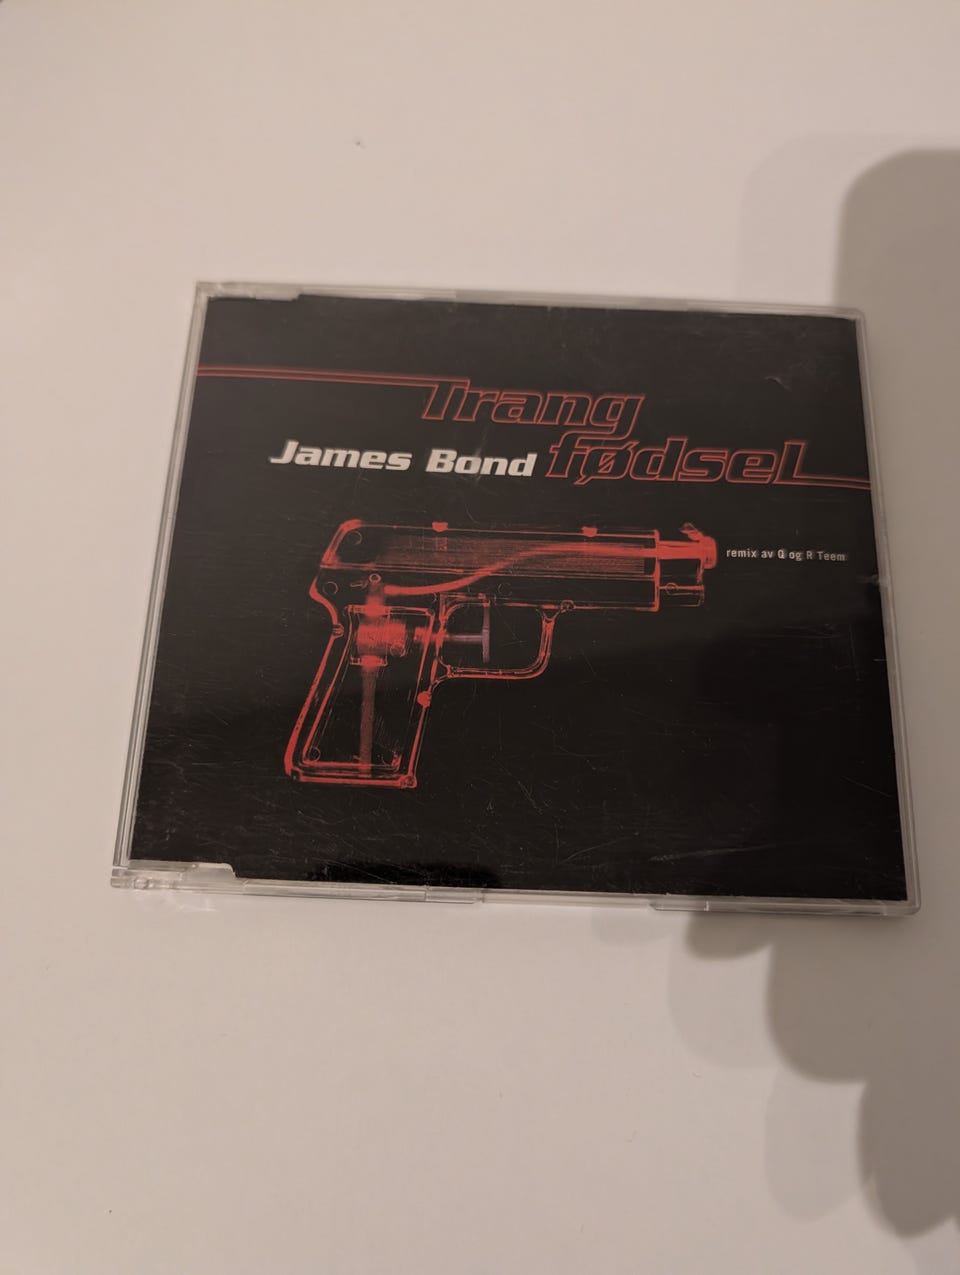 Trang
fødsel
James Bond
remix av Q og R Teem